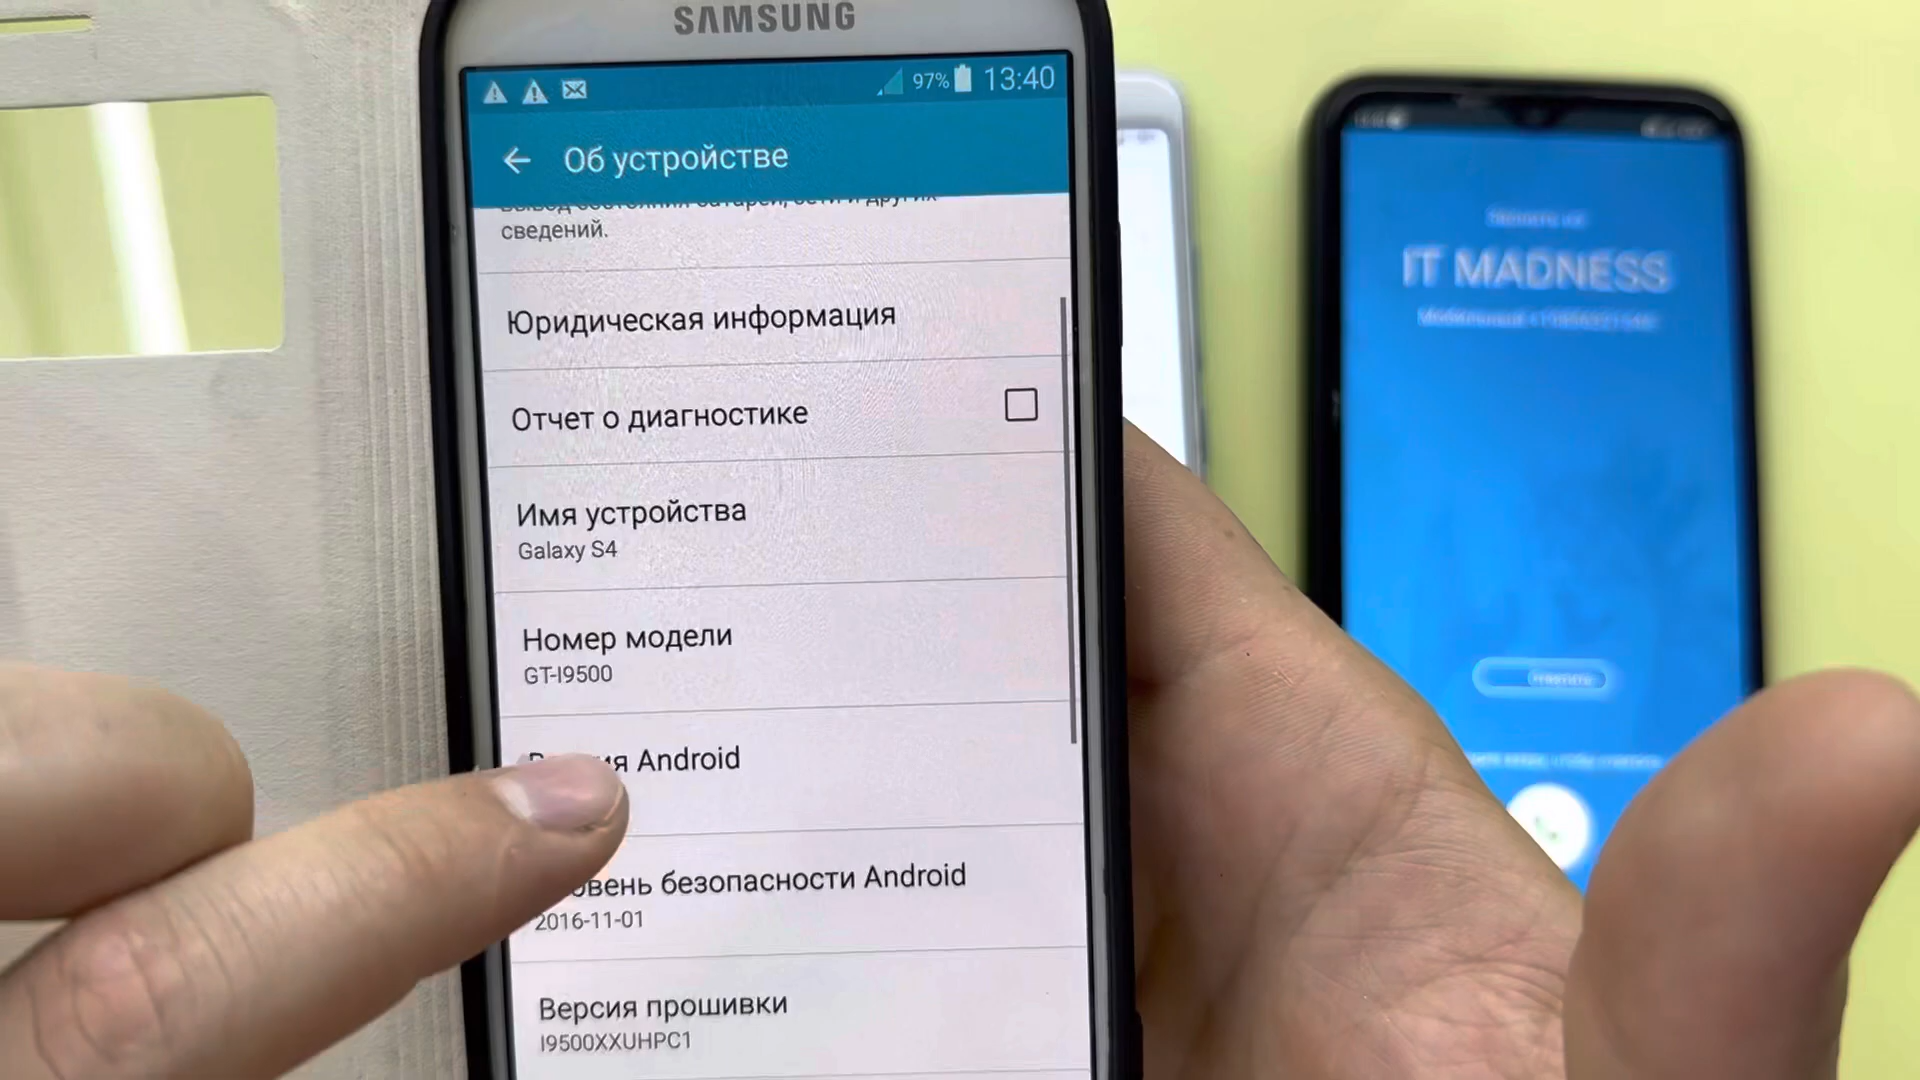 SAMSUNG
97% 13:40
Об устройстве
сведений.
Юридическая информация
Отчет о диагностике
Имя устройства
Galaxy S4
Номер модели
GT-I9500
Android
безопасности Android
2016-11-01
Версия прошивки
I9500XXUHPC1
IT MADNESS